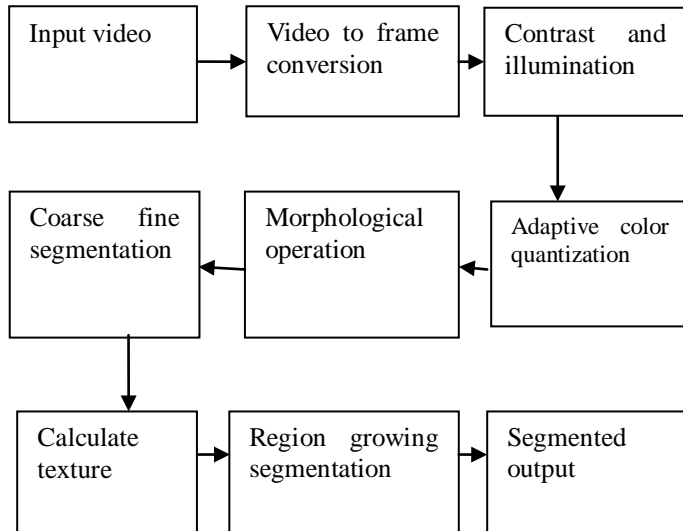 Input video
Video to frame
conversion
Contrast and
illumination
Adaptive color
quantization
Morphological
operation
Coarse fine
segmentation
Calculate
texture
Region growing
segmentation
Segmented
output